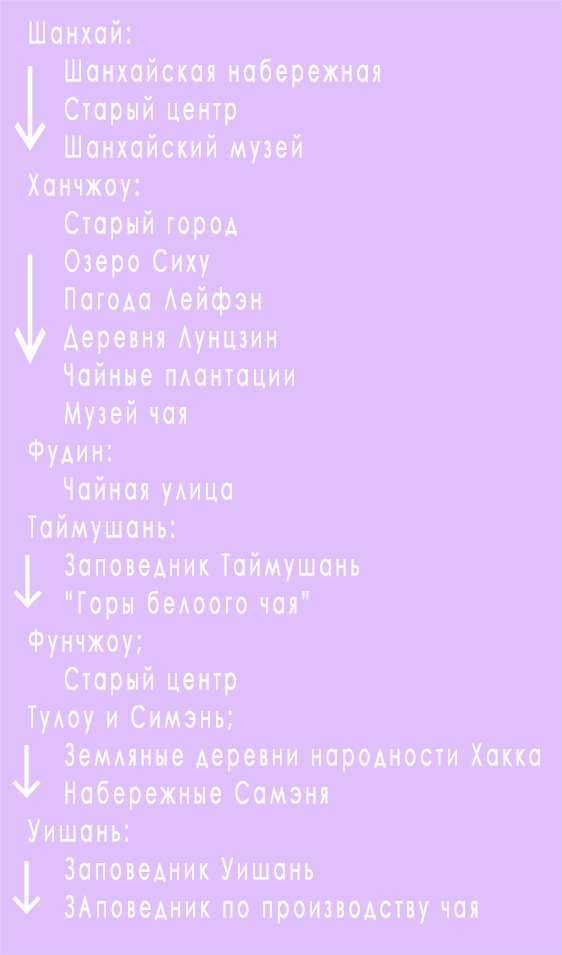 Шанхай:
Шанхайская набережная
Старый центр
Шанхайский музей
Ханчжоу:
Старый город
Озеро Сиху
Пагода Лейфэн
Деревня Лунцзин
Чайные плантации
Музей чая
Фудин:
Чайная улица
Таймушань:
Заповедник Таймушань
"Горы белоого чая"
Фунчжоу;
Старый центр
Тулоу и Симэнь;
Земляные деревни народности Хакка
Набережные Самэня
Уишань:
Заповедник Уишань
ЗАповедник по производству чая